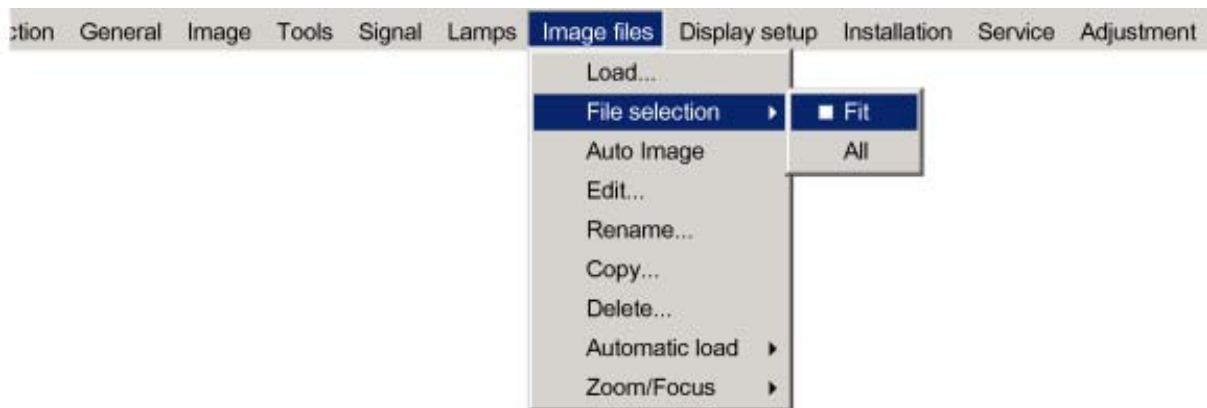 ction General Image Tools Signal Lamps Image files Display setup Installation Service Adjustment
Load...
File selection Fit
Auto Image All
Edit...
Rename...
Copy...
Delete...
Automatic load
Zoom/Focus